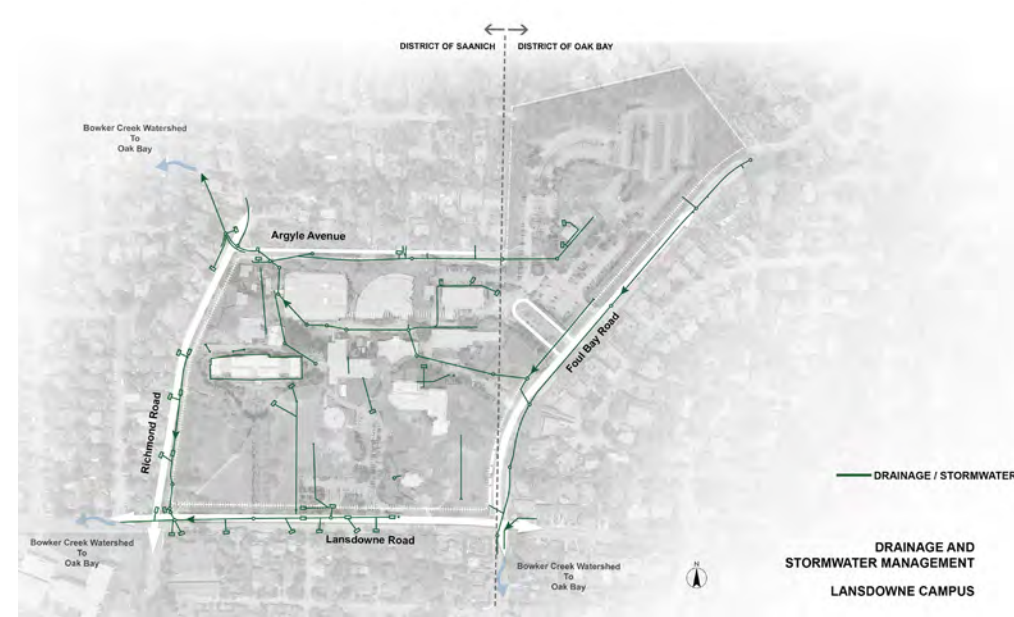 DISTRICT OF SAANICH
DISTRICT OF OAK BAY
Bowker Creek Watershed
To
Oak Bay
Argyle Avenue
Foul Bay Road
Richmond Road
DRAINAGE / STORMWATER
Lansdowne Road
Bowker Creek Watershed
To
Oak Bay
Bowker Creek Watershed
To
Oak Bay
N
DRAINAGE AND
STORMWATER MANAGEMENT
LANSDOWNE CAMPUS